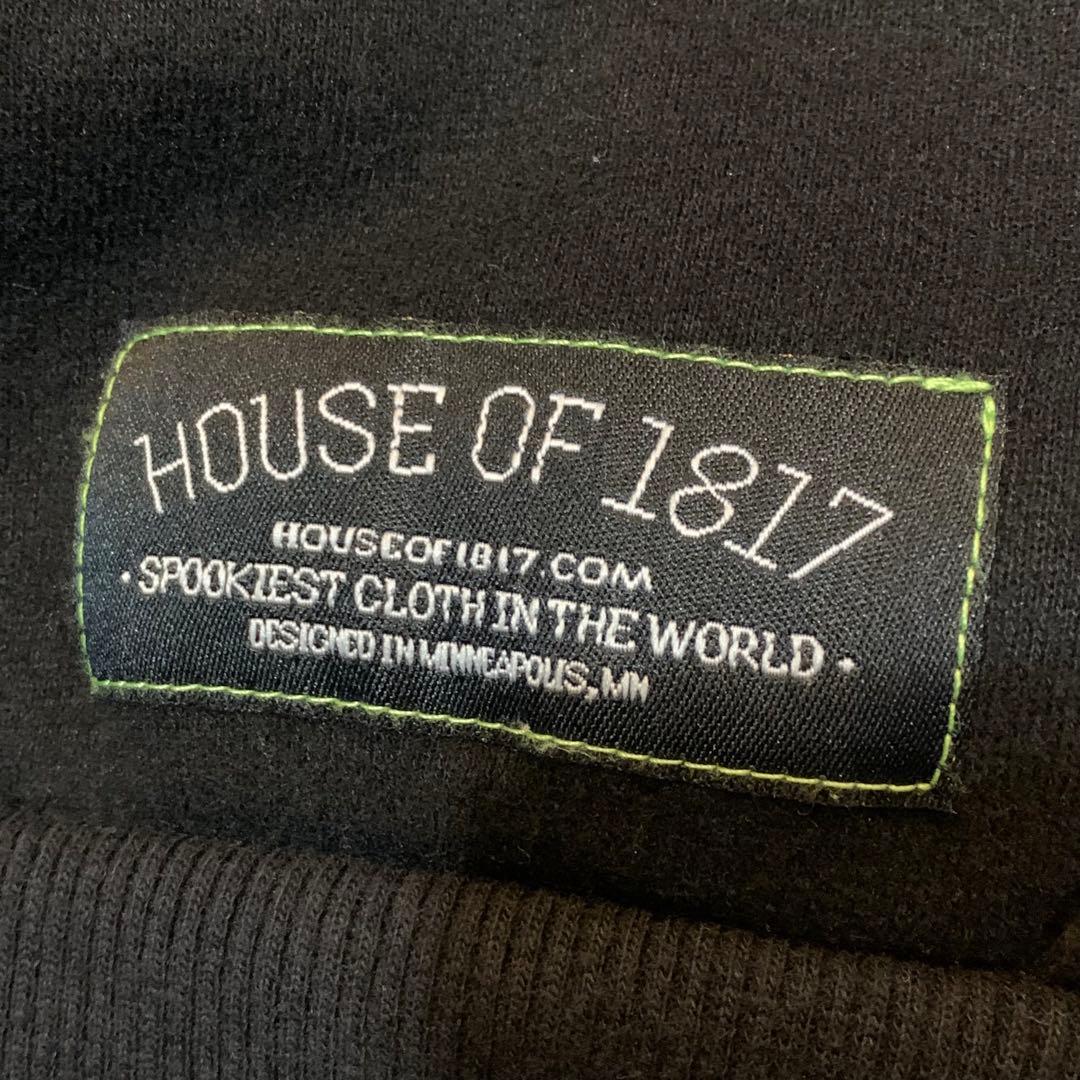 HOUSE OF 1817
HOUSEOF1817.COM
·SPOOKIEST CLOTH IN THE WORLD·
DESIGNED IN MINNEAPOLIS, MN